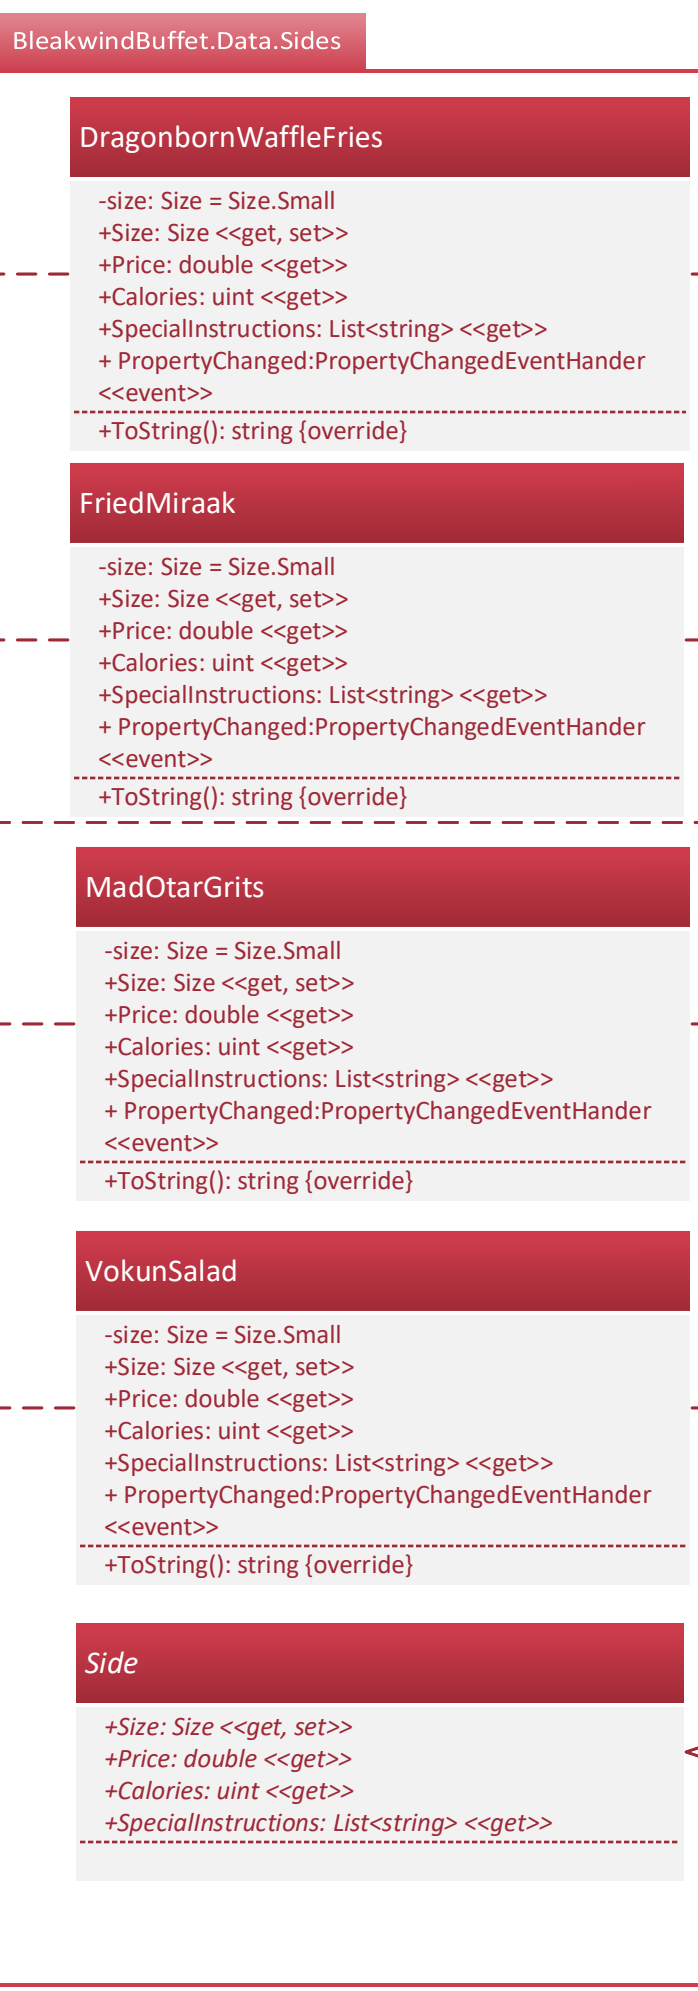 BleakwindBuffet.Data.Sides
DragonbornWaffleFries
-size: Size = Size.Small
+Size: Size <<get, set>>
+Price: double <<get>>
+Calories: uint <<get>>
+SpecialInstructions: List<string> <<get>>
+ PropertyChanged:PropertyChangedEventHander
<<event>>
+ToString(): string {override}
FriedMiraak
-size: Size = Size.Small
+Size: Size <<get, set>>
+Price: double <<get>>
+Calories: uint <<get>>
+SpecialInstructions: List<string> <<get>>
+ PropertyChanged:PropertyChangedEventHander
<<event>>
+ToString(): string {override}
MadOtarGrits
-size: Size = Size.Small
+Size: Size <<get, set>>
+Price: double <<get>>
+Calories: uint <<get>>
+SpecialInstructions: List<string> <<get>>
+ PropertyChanged:PropertyChangedEventHander
<<event>>
+ToString(): string {override}
VokunSalad
-size: Size = Size.Small
+Size: Size <<get, set>>
+Price: double <<get>>
+Calories: uint <<get>>
+SpecialInstructions: List<string> <<get>>
+ PropertyChanged:PropertyChangedEventHander
<<event>>
+ToString(): string {override}
Side
+Size: Size <<get, set>>
+Price: double <<get>>
+Calories: uint <<get>>
+SpecialInstructions: List<string> <<get>>